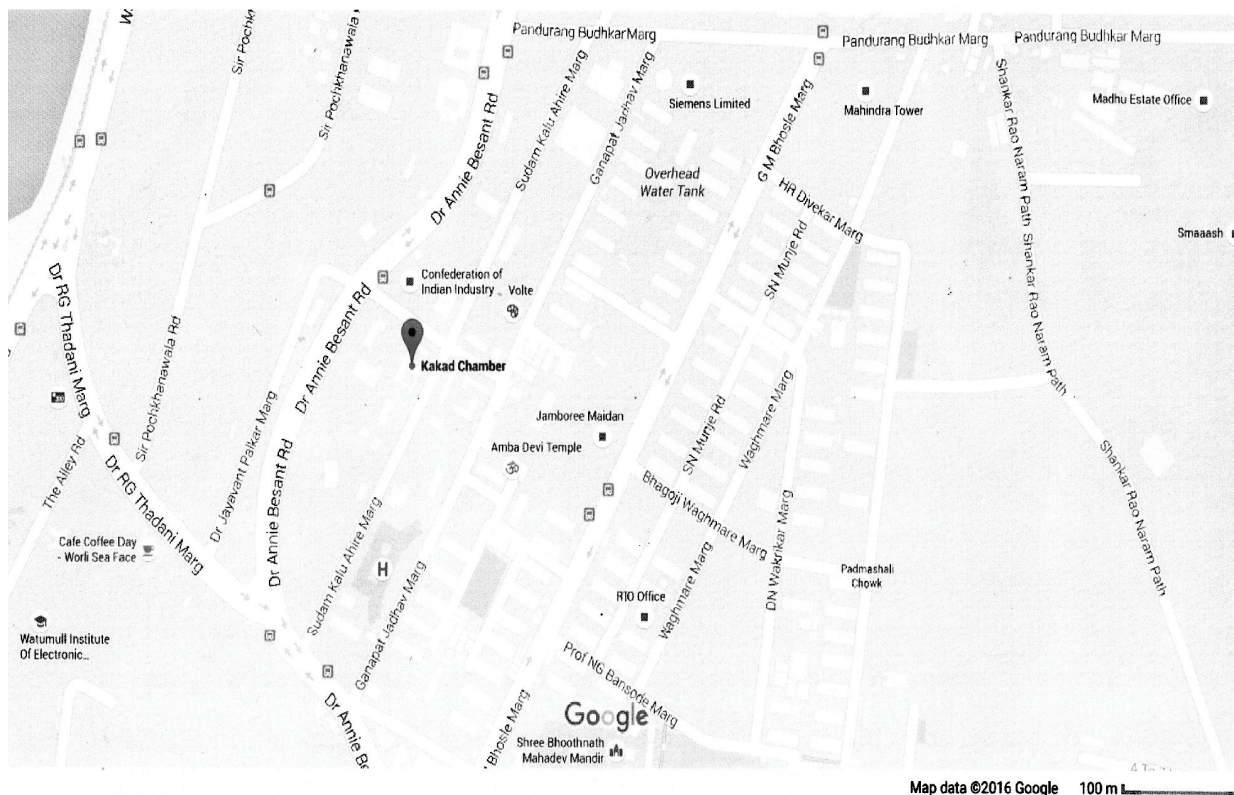 Pandurang Budhkar Marg
Pandurang Budhkar Marg
Pandurang Budhkar Marg
Sir Pochkhanawala
Sir Pochkhanawala
Dr Annie Besant Rd
Sudam Kalu Ahire Marg
Ganapat Jadhav Marg
Siemens Limited
G M Bhosle Marg
Mahindra Tower
Shankar Rao Naram Path
Shankar Rao Naram Path
Madhu Estate Office
Overhead
Water Tank
HR Divekar Marg
Smaaash
SN Munje Rd
Dr RG Thadani Marg
Dr Annie Besant Rd
Confederation of
Indian Industry
Volte
Kakad Chamber
Sir Pochkhanawala Rd
Dr Jayavant Palkar Marg
Jamboree Maidan
Amba Devi Temple
SN Munje Rd
Waghmare Marg
The Alley Rd
Dr RG Thadani Marg
Dr Annie Besant Rd
Sudam Kalu Ahire Marg
Bhagoji Waghmare Marg
DN Wakrikar Marg
Shankar Rao Naram Path
Cafe Coffee Day
- Worli Sea Face
H
Padmashali
Chowk
Ganapat Jadhav Marg
RTO Office
Waghmare Marg
Watumull Institute
Of Electronic...
Prof NG Bansode Marg
Dr Annie Be
Bhosle Marg
Google
Shree Bhoothnath
Mahadev Mandir
Map data ©2016 Google 100 m